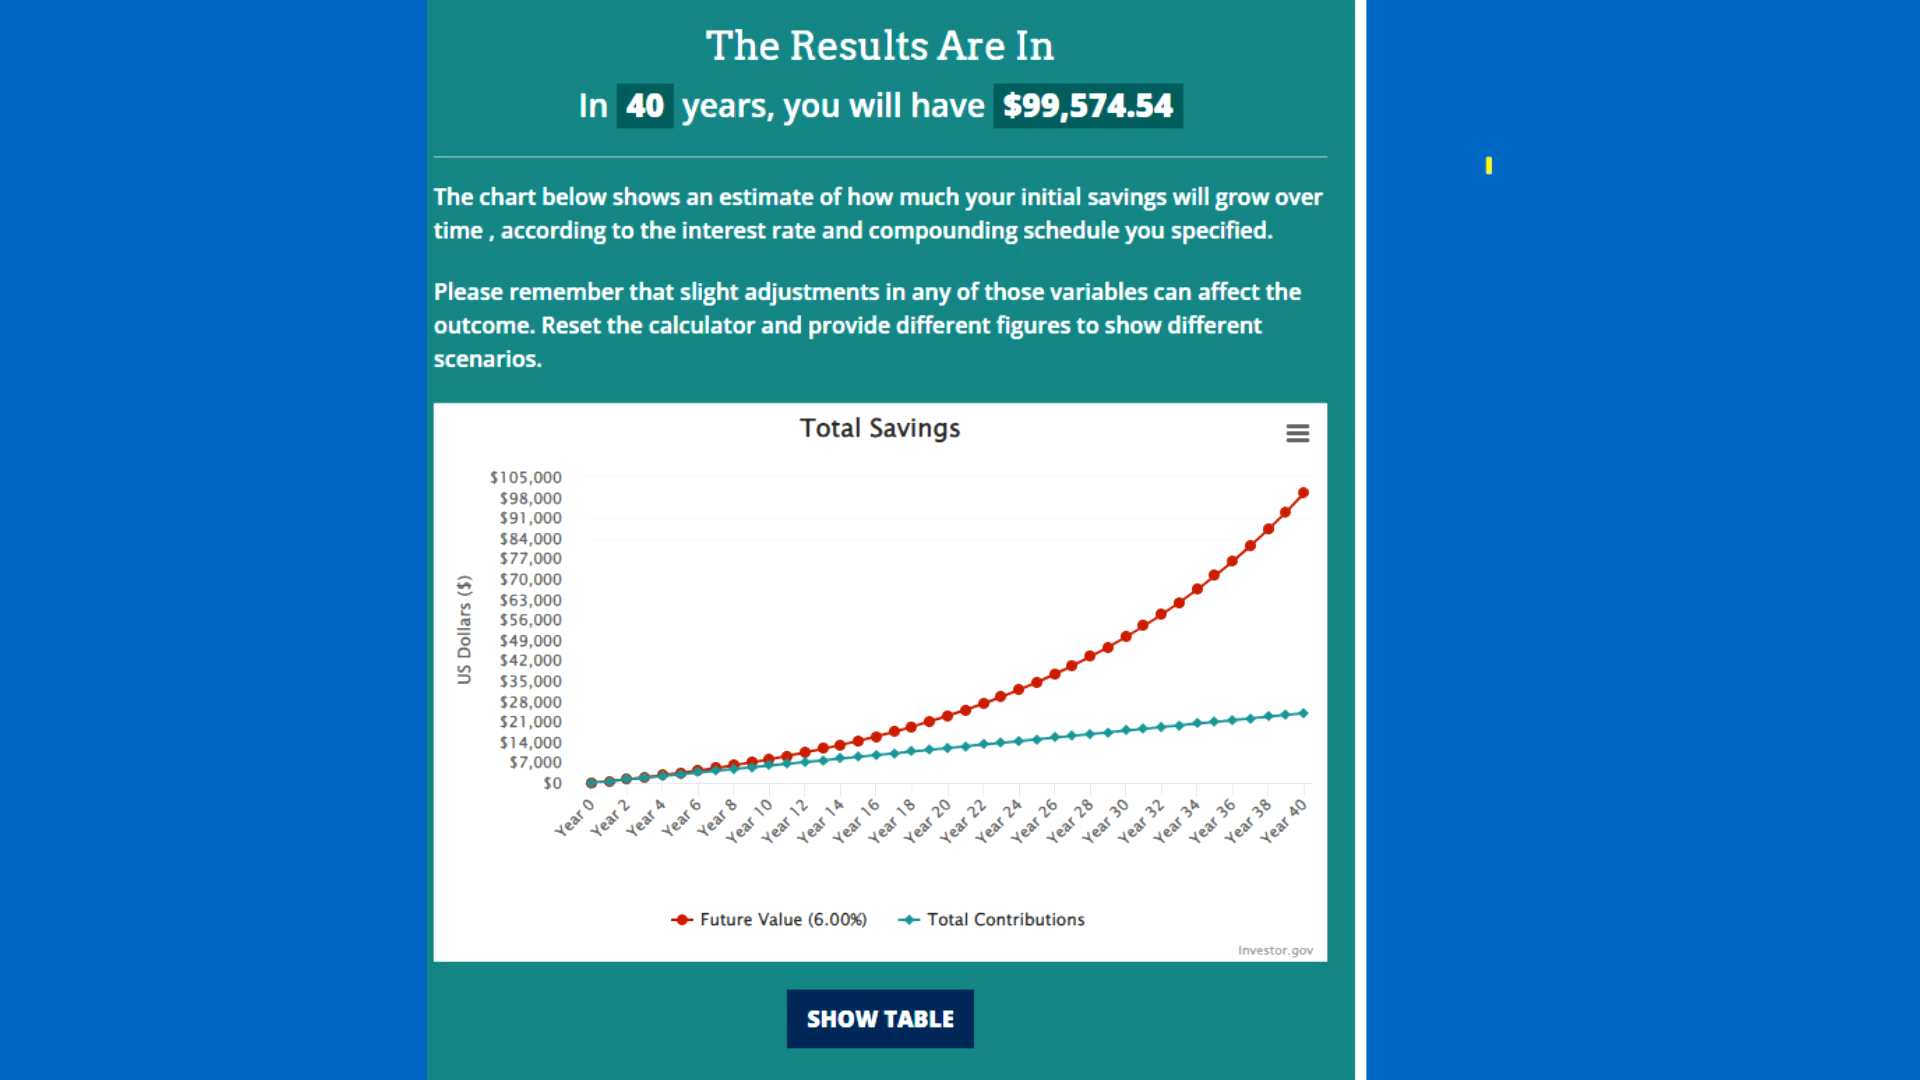 The Results Are In
In 40 years, you will have $99,574.54
The chart below shows an estimate of how much your initial savings will grow over
time , according to the interest rate and compounding schedule you specified.
Please remember that slight adjustments in any of those variables can affect the
outcome. Reset the calculator and provide different figures to show different
scenarios.
Total Savings
US Dollars ($)
$105,000
$98,000
$91,000
$84,000
$77,000
$70,000
$63,000
$56,000
$49,000
$42,000
$35,000
$28,000
$21,000
$14,000
$7,000
$0
Year 0
Year 2
Year 4
Year 6
Year 8
Year 10
Year 12
Year 14
Year 16
Year 18
Year 20
Year 22
Year 24
Year 26
Year 28
Year 30
Year 32
Year 34
Year 36
Year 38
Year 40
Future Value (6.00%)
Total Contributions
Investor.gov
SHOW TABLE